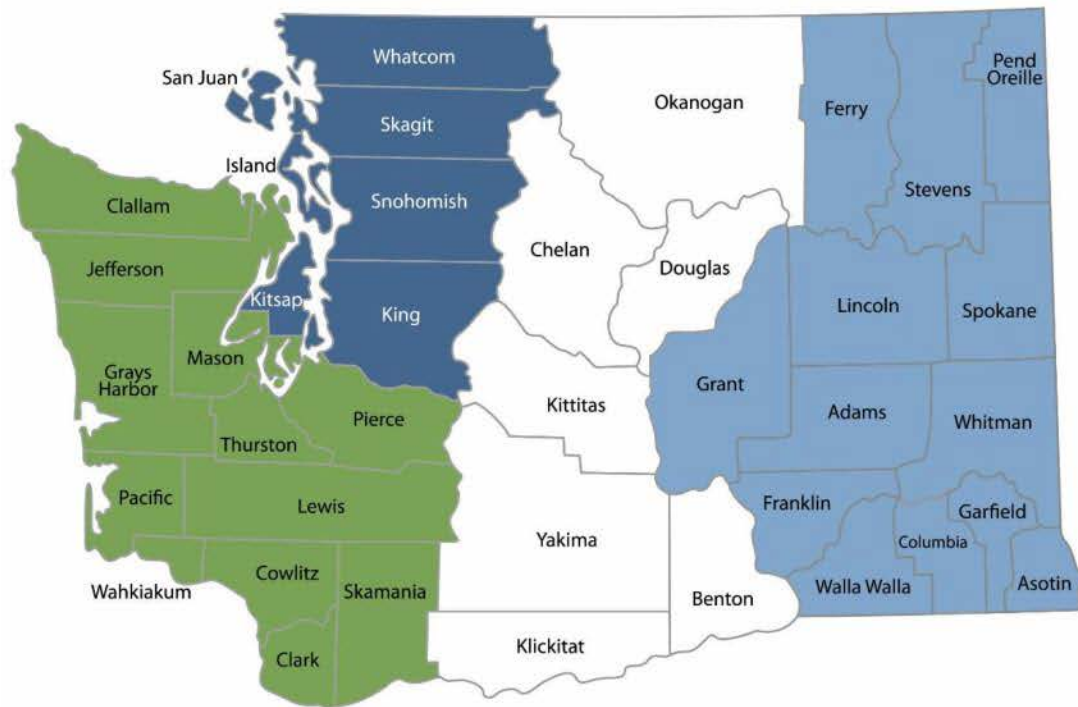 Whatcom
San Juan
Pend
Oreille
Okanogan
Ferry
Skagit
Island
Stevens
Snohomish
Clallam
Chelan
Jefferson
Douglas
Kitsap
King
Lincoln
Spokane
Mason
Grays
Harbor
Grant
Kittitas
Adams
Pierce
Whitman
Thurston
Pacific
Lewis
Franklin
Garfield
Yakima
Columbia
Cowlitz
Skamania
Wahkiakum
Walla Walla
Asotin
Benton
Klickitat
Clark